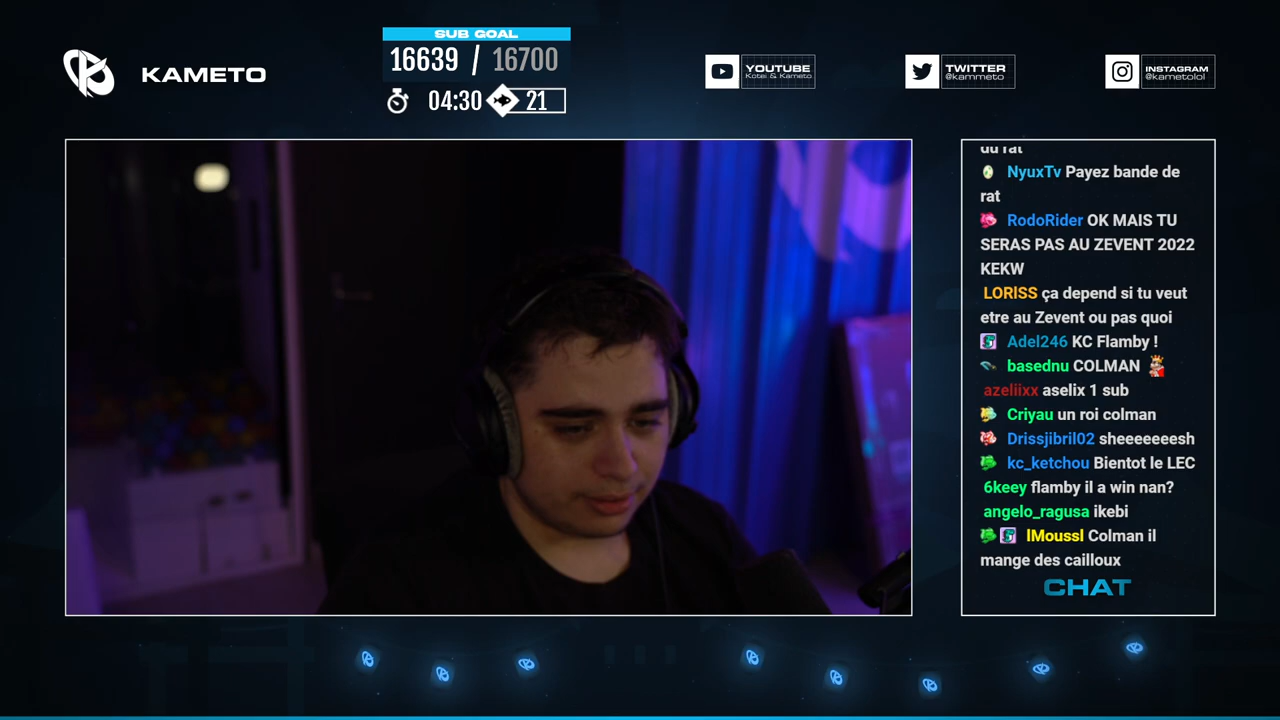 SUB GOAL
16639 / 16700
04:30 21
KAMETO
YOUTUBE
Kotei & Kameto
TWITTER
@kammeto
INSTAGRAM
@kametolol
du rat
NyuxTv Payez bande de
rat
RodoRider OK MAIS TU
SERAS PAS AU ZEVENT 2022
KEKW
LORISS ça depend si tu veut
etre au Zevent ou pas quoi
Adel246 KC Flamby !
basednu COLMAN
azeliixx aselix 1 sub
Criyau un roi colman
Drissjibril02 sheeeeeeesh
kc_ketchou Bientot le LEC
6keey flamby il a win nan?
angelo_ragusa ikebi
lMoussl Colman il
mange des cailloux
CHAT